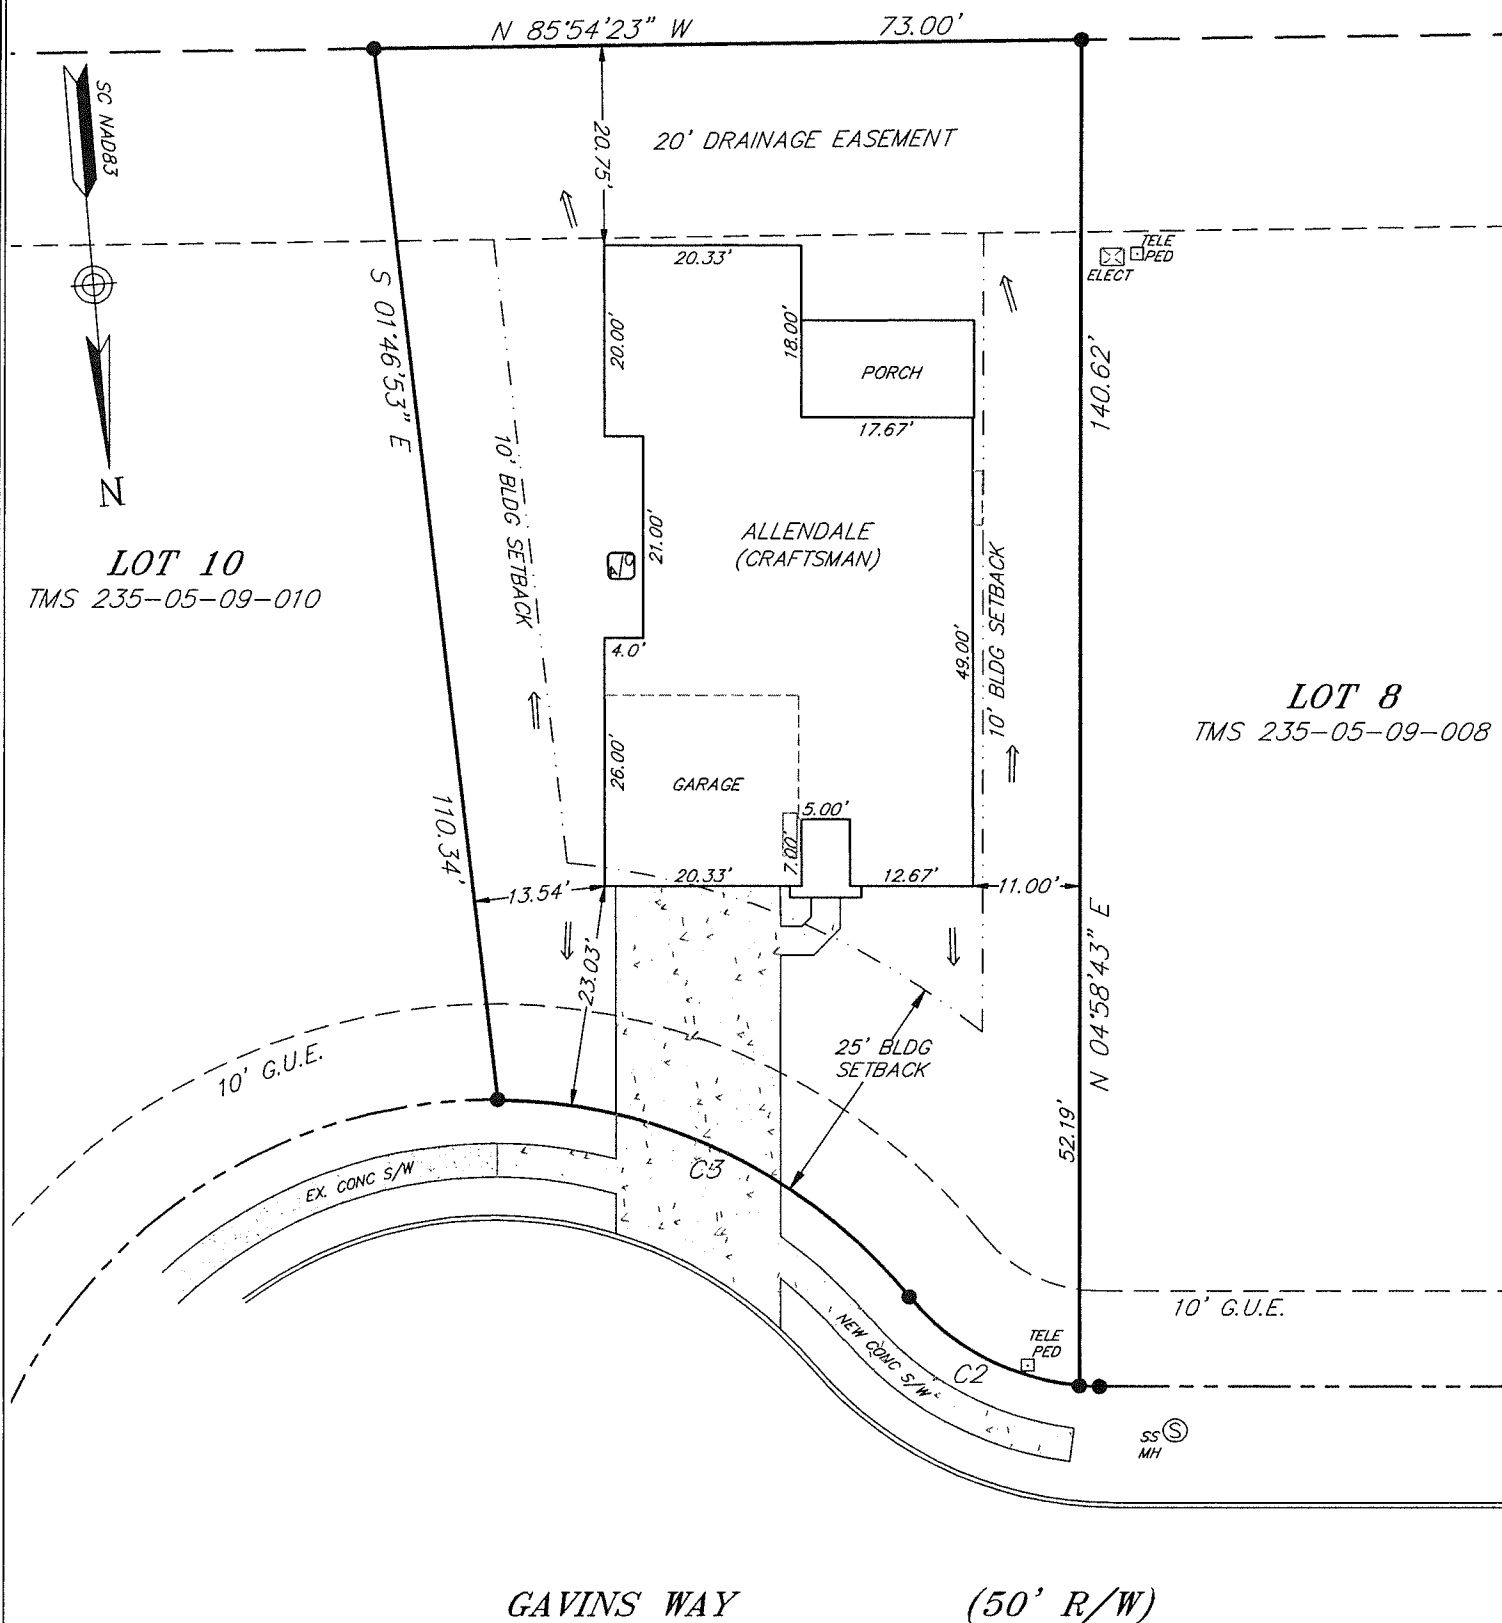 N 85°54'23" W 73.00'
SC NAD83
20.75'
20' DRAINAGE EASEMENT
TELE
PED
ELECT
S 01°46'53" E
20.33'
20.00'
18.00'
PORCH
17.67'
140.62'
N
10' BLDG SETBACK
21.00'
ALLENDALE
(CRAFTSMAN)
LOT 10
TMS 235-05-09-010
4.0'
49.00'
10' BLDG SETBACK
LOT 8
TMS 235-05-09-008
26.00'
GARAGE
5.00'
7.00'
110.34'
13.54'
20.33'
12.67'
11.00'
23.03'
N 04°58'43" E
25' BLDG
SETBACK
10' G.U.E.
52.19'
C3
EX. CONC S/W
10' G.U.E.
NEW CONC S/W
TELE
PED
C2
SS
MH
S
GAVINS WAY (50' R/W)